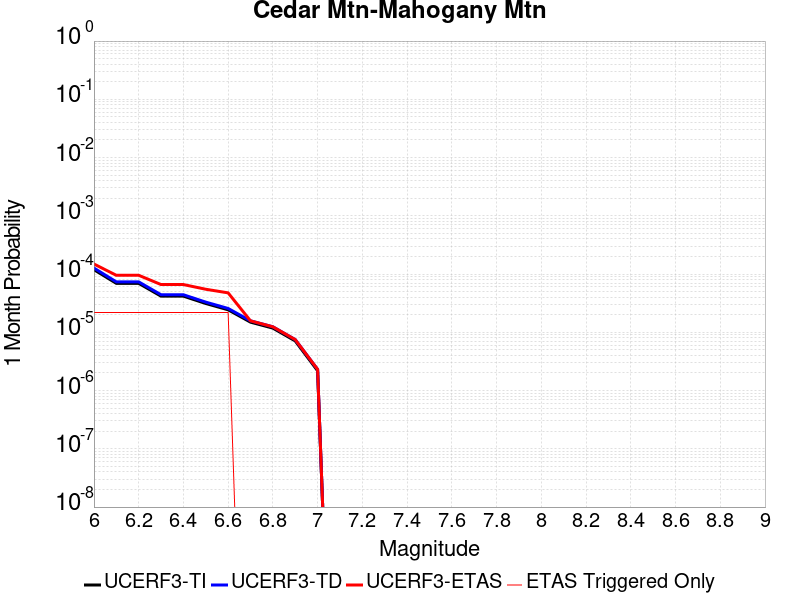 Cedar Mtn-Mahogany Mtn
10^0
10^-1
10^-2
10^-3
10^-4
10^-5
10^-6
10^-7
10^-8
1 Month Probability
6 6.2 6.4 6.6 6.8 7 7.2 7.4 7.6 7.8 8 8.2 8.4 8.6 8.8 9
Magnitude
UCERF3-TI UCERF3-TD UCERF3-ETAS ETAS Triggered Only